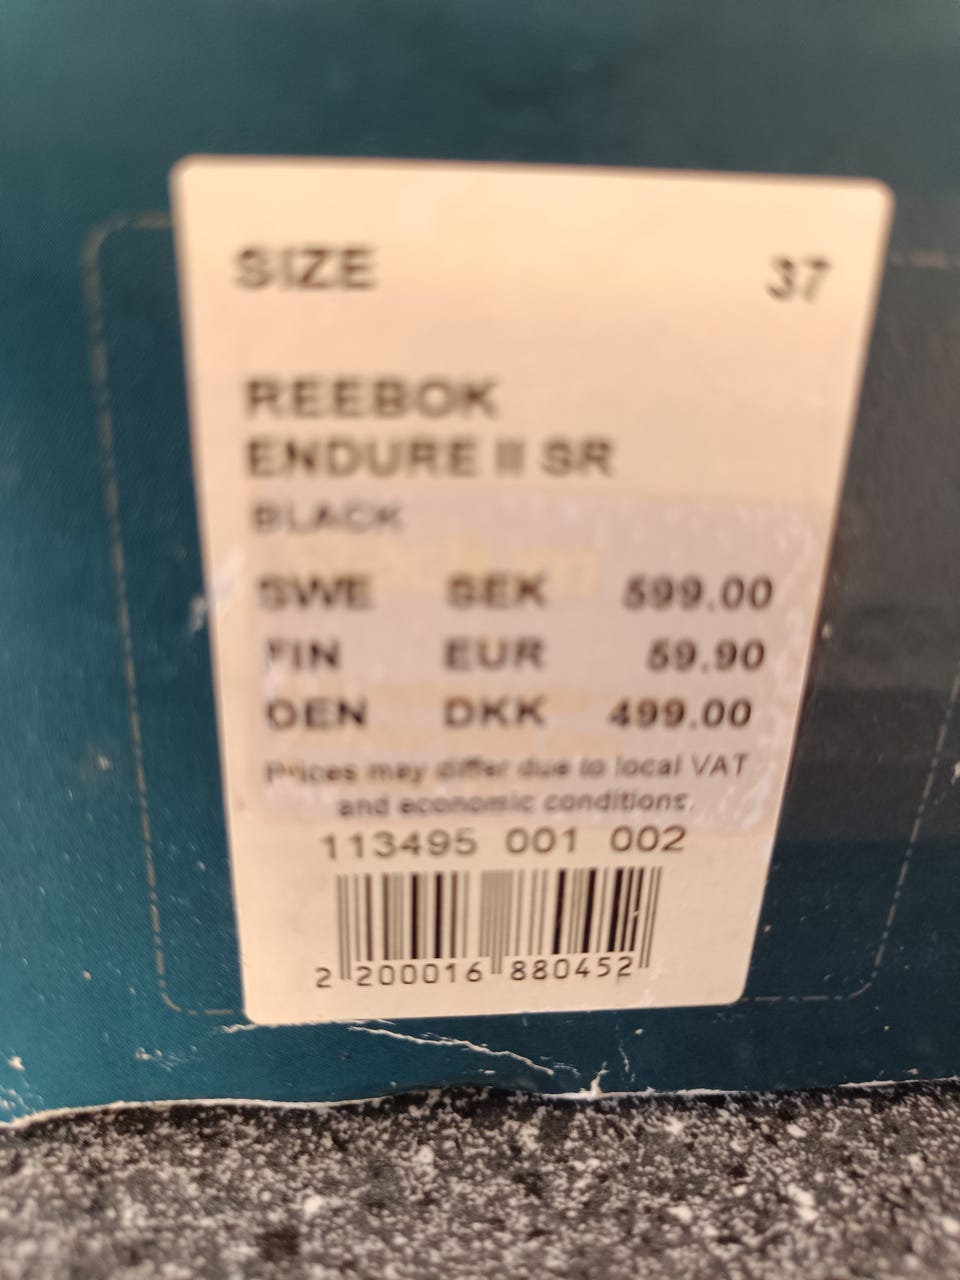 SIZE 37
REEBOK
ENDURE II SR
BLACK
SWE SEK 599.00
FIN EUR 59.90
DEN DKK 499.00
Prices may differ due to local VAT
and economic conditions.
113495 001 002
2 200016 880452